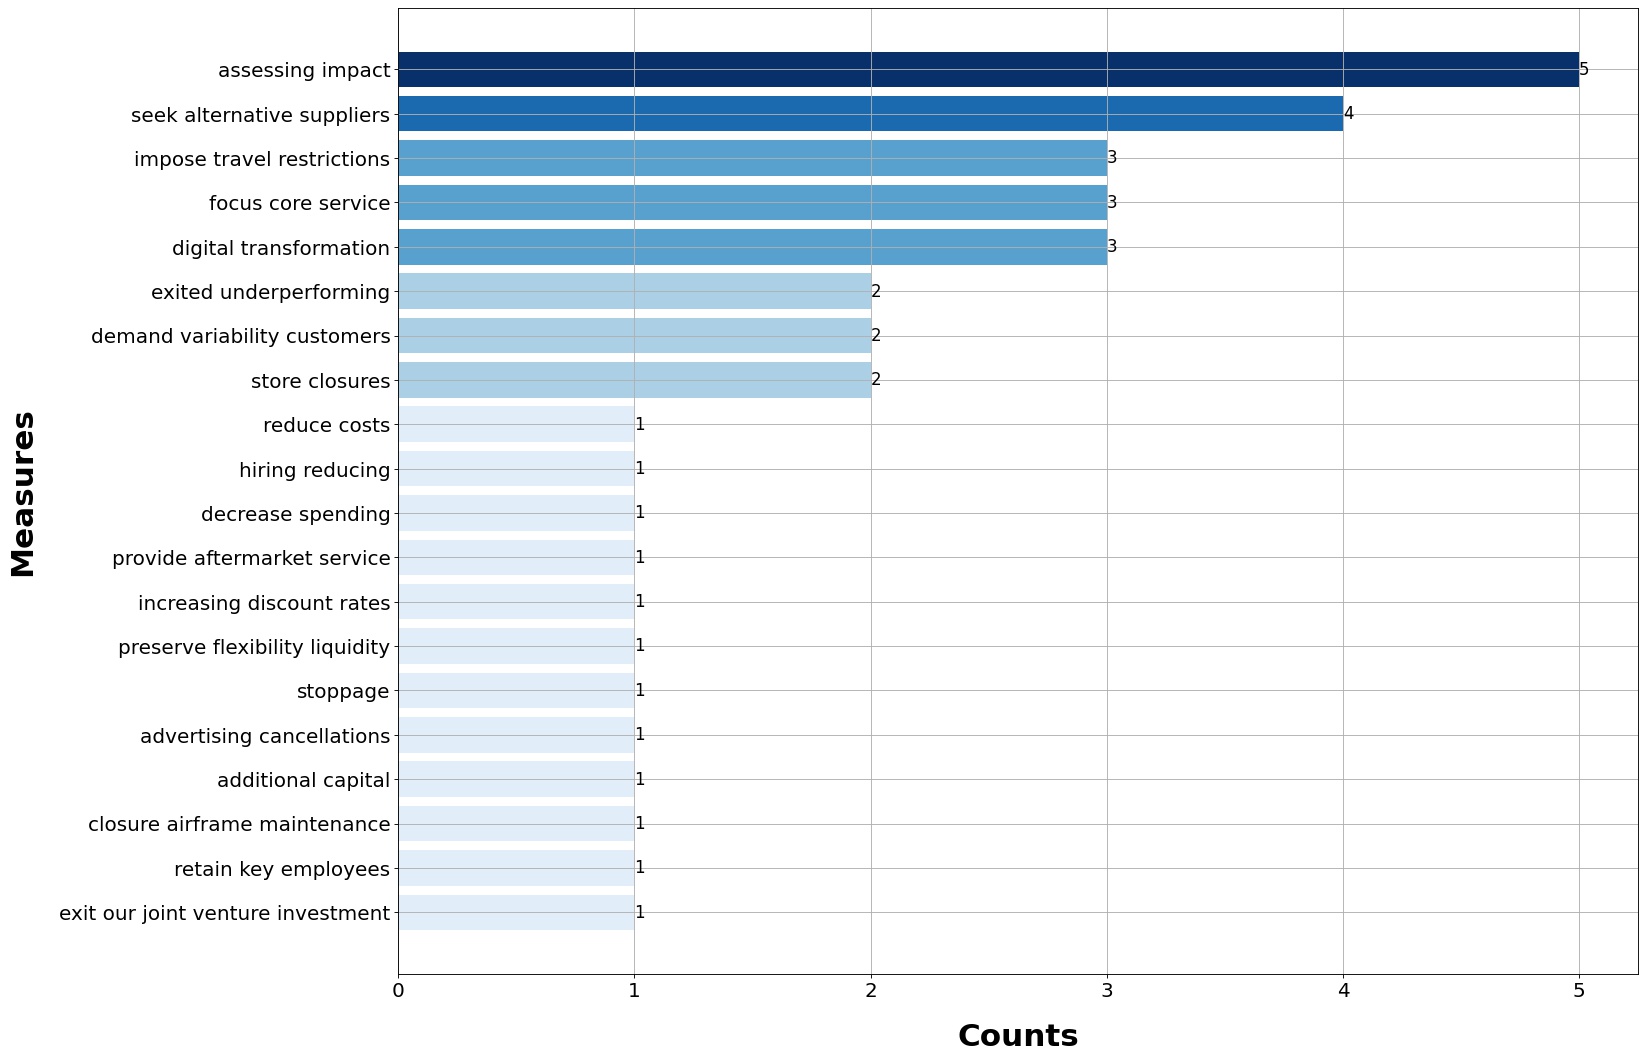 assessing impact 5
seek alternative suppliers 4
impose travel restrictions 3
focus core service 3
digital transformation 3
exited underperforming 2
demand variability customers 2
store closures 2
reduce costs 1
hiring reducing 1
decrease spending 1
provide aftermarket service 1
increasing discount rates 1
preserve flexibility liquidity 1
stoppage 1
advertising cancellations 1
additional capital 1
closure airframe maintenance 1
retain key employees 1
exit our joint venture investment 1
Measures
0 1 2 3 4 5
Counts